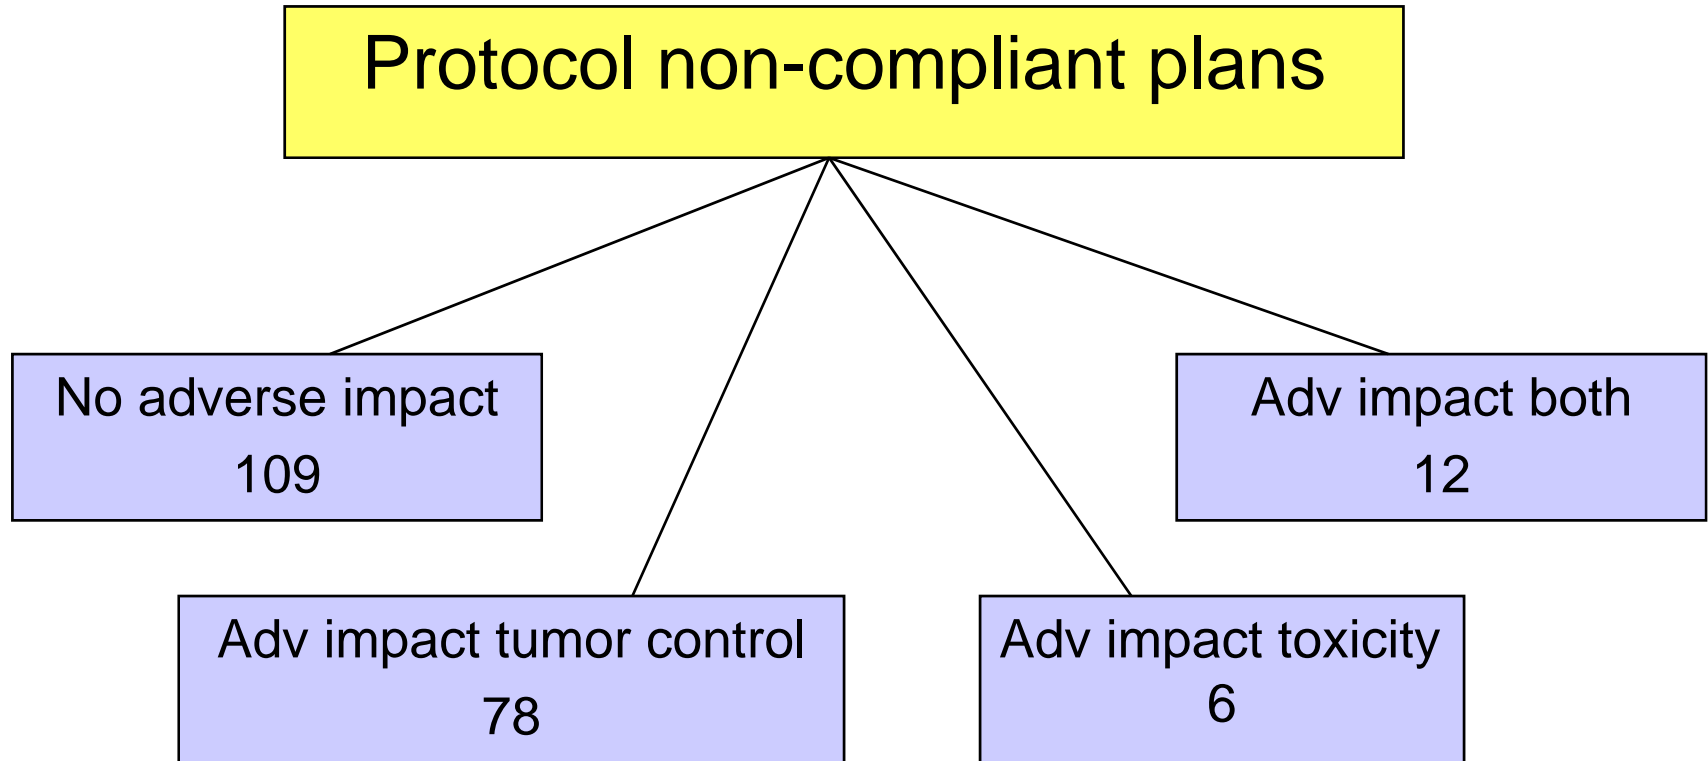 Protocol non-compliant plans
No adverse impact
109
Adv impact both
12
Adv impact tumor control
78
Adv impact toxicity
6